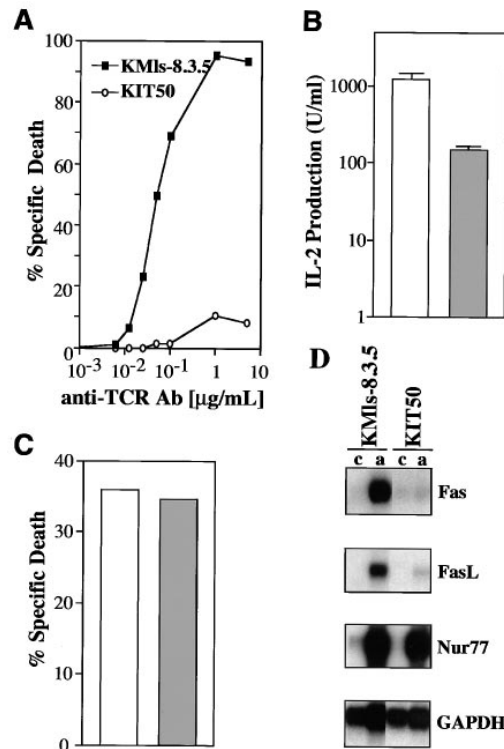 A
% Specific Death
100
80
60
40
20
0
KMls-8.3.5
KIT50
10-3 10-2 10-1 1 10
anti-TCR Ab [µg/mL]
B
IL-2 Production (U/ml)
1000
100
10
1
C
% Specific Death
40
30
20
10
0
D
KMls-8.3.5
KIT50
c a c a
Fas
FasL
Nur77
GAPDH